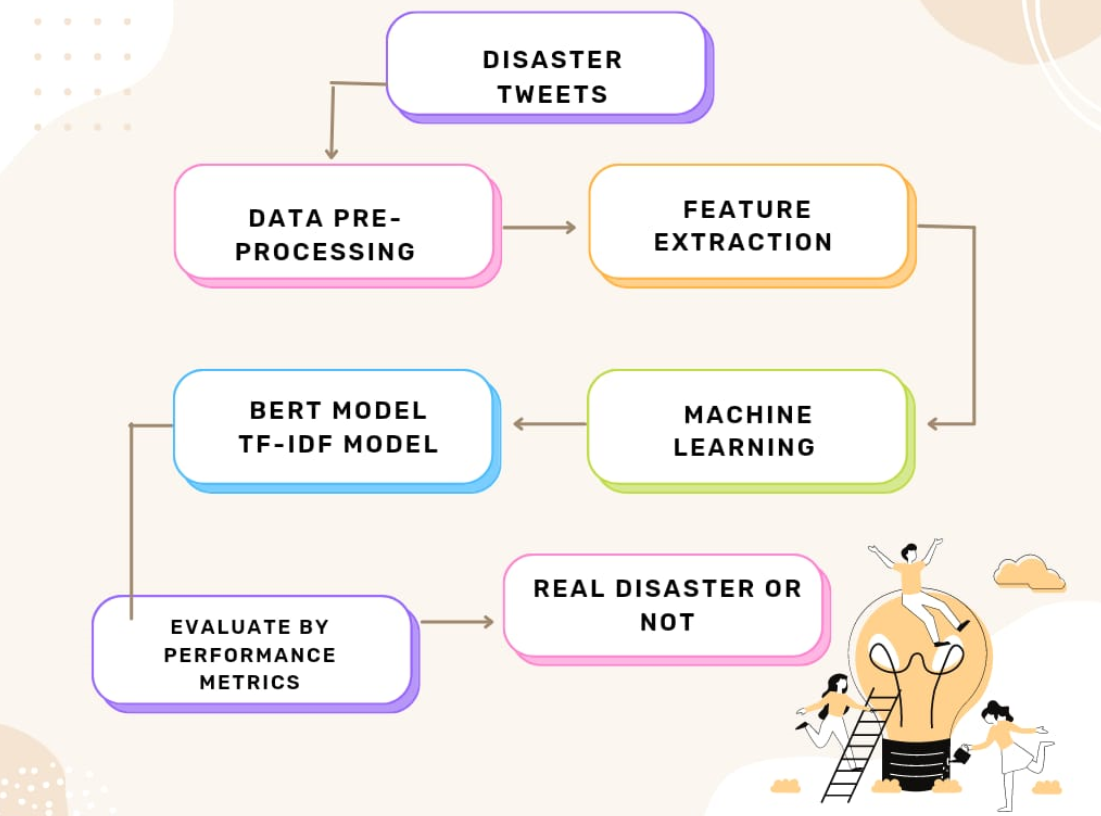 DISASTER
TWEETS
DATA PRE-
PROCESSING
FEATURE
EXTRACTION
MACHINE
LEARNING
BERT MODEL
TF-IDF MODEL
EVALUATE BY
PERFORMANCE
METRICS
REAL DISASTER OR
NOT